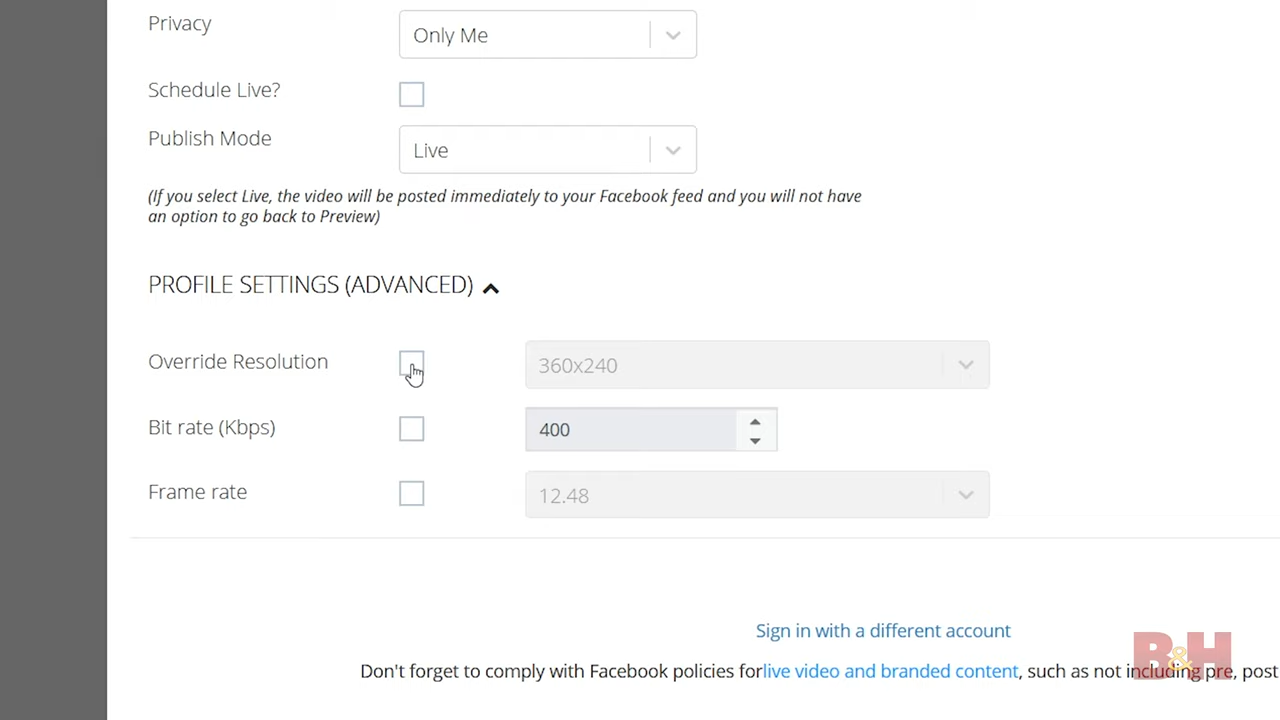 Privacy
Only Me
Schedule Live?
Publish Mode
Live
(If you select Live, the video will be posted immediately to your Facebook feed and you will not have
an option to go back to Preview)
PROFILE SETTINGS (ADVANCED)
Override Resolution
360x240
Bit rate (Kbps)
400
Frame rate
12.48
Sign in with a different account
Don't forget to comply with Facebook policies forlive video and branded content, such as not including pre, post
B&H